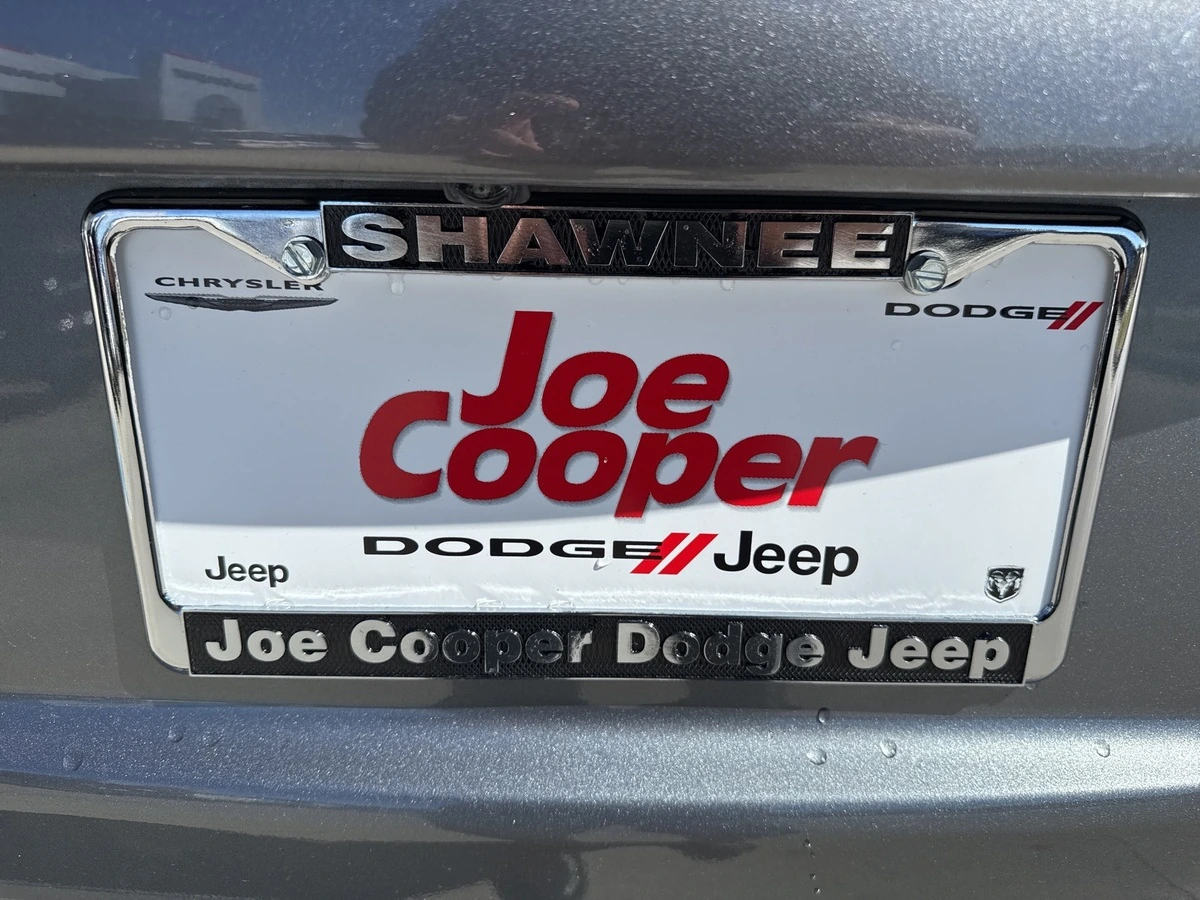 SHAWNEE
CHRYSLER
DODGE
Joe
Cooper
DODGE Jeep
Jeep
Joe Cooper Dodge Jeep